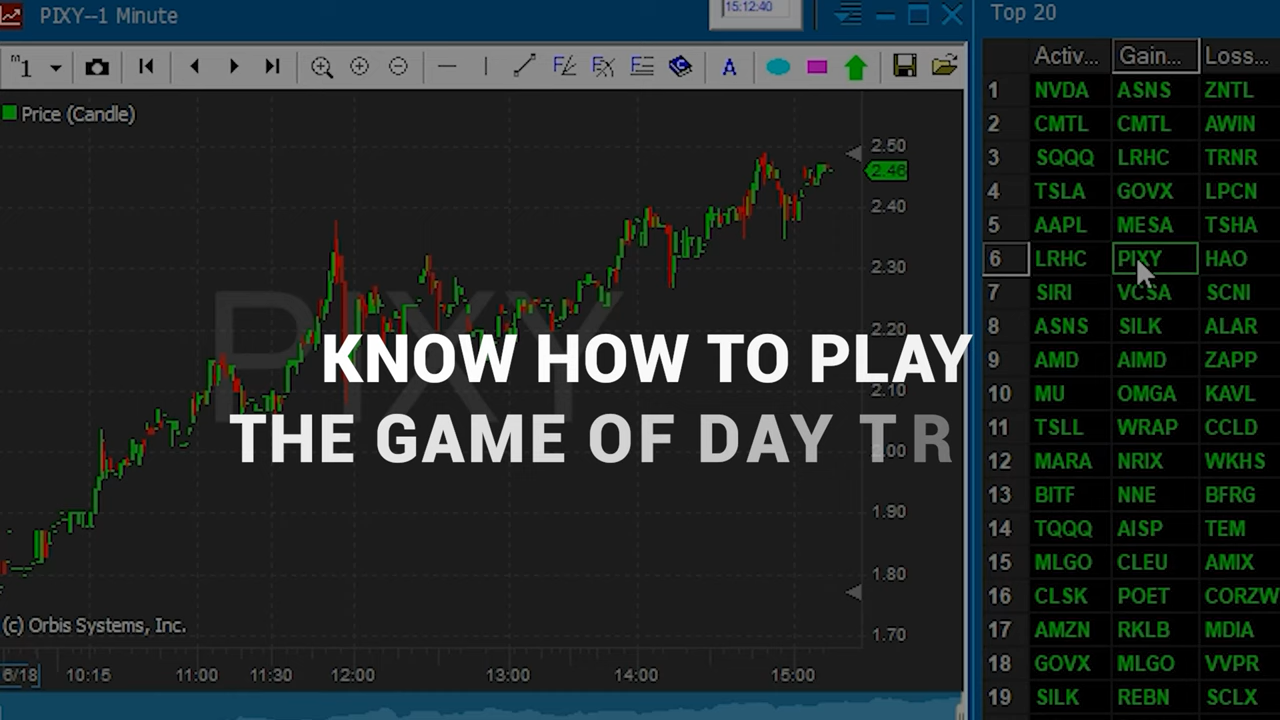 PIXY--1 Minute
15:12:40
Top 20
m1
A
Price (Candle)
PIXY
2.50
2.46
2.40
2.30
2.20
2.10
2.00
1.90
1.80
1.70
KNOW HOW TO PLAY
THE GAME OF DAY TR
(c) Orbis Systems, Inc.
6/18 10:15 11:00 11:30 12:00 13:00 14:00 15:00
Activ... Gain... Loss...
1 NVDA ASNS ZNTL
2 CMTL CMTL AWIN
3 SQQQ LRHC TRNR
4 TSLA GOVX LPCN
5 AAPL MESA TSHA
6 LRHC PIXY HAO
7 SIRI VCSA SCNI
8 ASNS SILK ALAR
9 AMD AIMD ZAPP
10 MU OMGA KAVL
11 TSLL WRAP CCLD
12 MARA NRIX WKHS
13 BITF NNE BFRG
14 TQQQ AISP TEM
15 MLGO CLEU AMIX
16 CLSK POET CORZW
17 AMZN RKLB MDIA
18 GOVX MLGO VVPR
19 SILK REBN SCLX